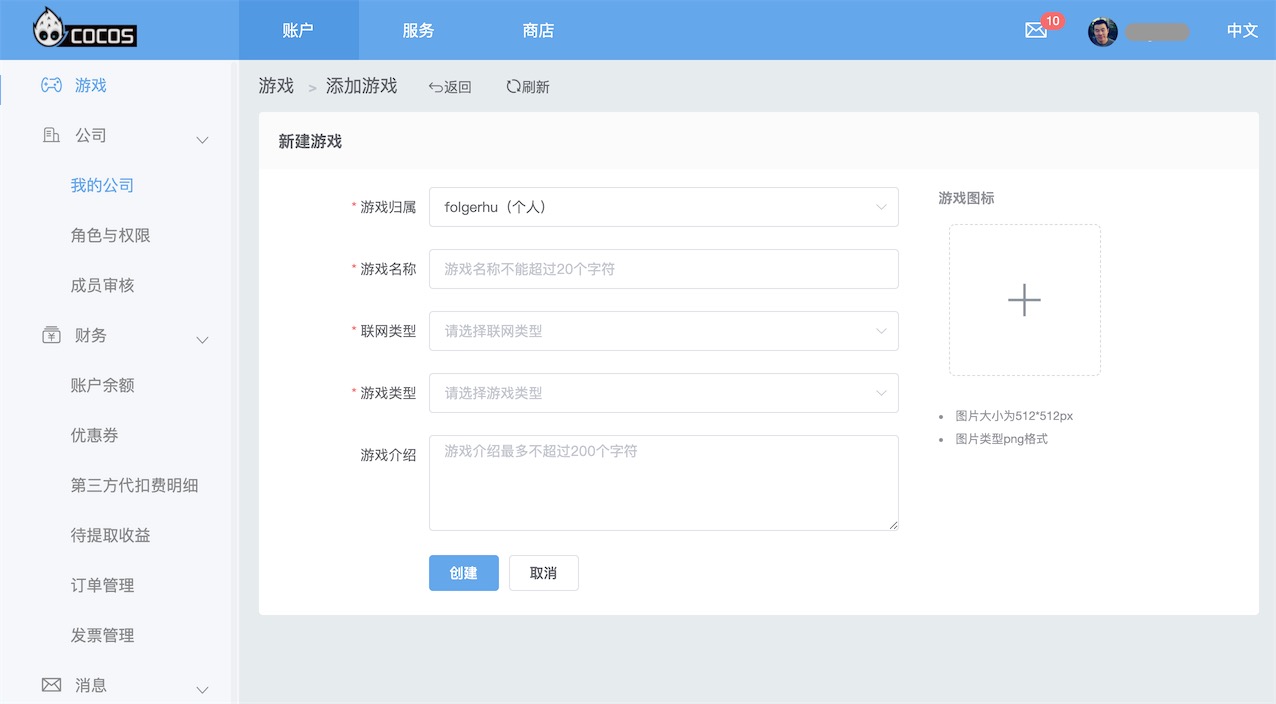 COCOS
账户
服务
商店
10
中文
游戏
公司
我的公司
角色与权限
成员审核
财务
账户余额
优惠券
第三方代扣费明细
待提取收益
订单管理
发票管理
消息
游戏 > 添加游戏 返回 刷新
新建游戏
* 游戏归属 folgerhu（个人）
* 游戏名称 游戏名称不能超过20个字符
* 联网类型 请选择联网类型
* 游戏类型 请选择游戏类型
游戏介绍 游戏介绍最多不超过200个字符
创建 取消
游戏图标
图片大小为512*512px
图片类型png格式